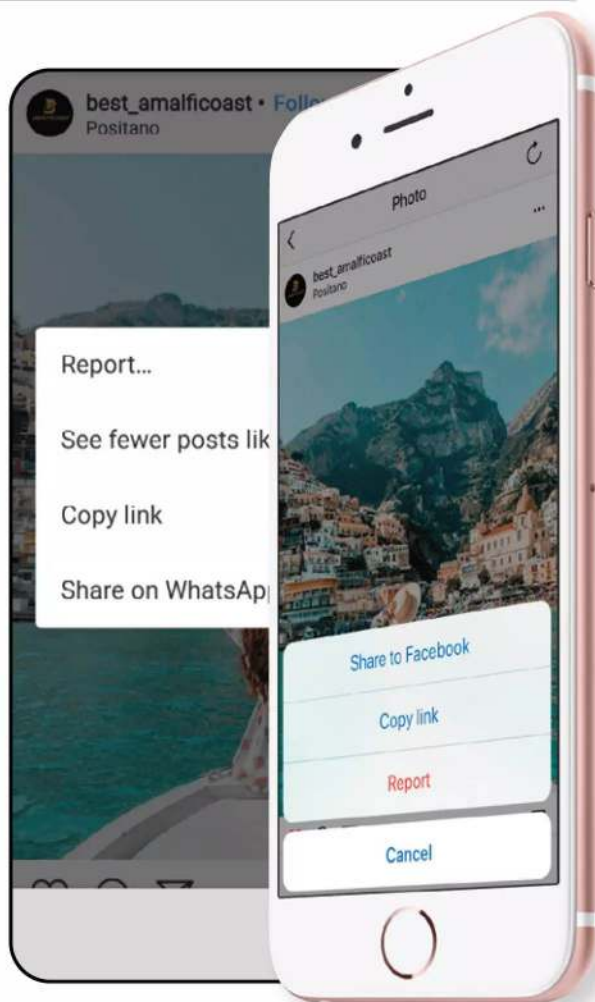 best_amalficoast • Follo
Positano
Report...
See fewer posts lik
Copy link
Share on WhatsAp
Photo
best_amalficoast
Positano
Share to Facebook
Copy link
Report
Cancel